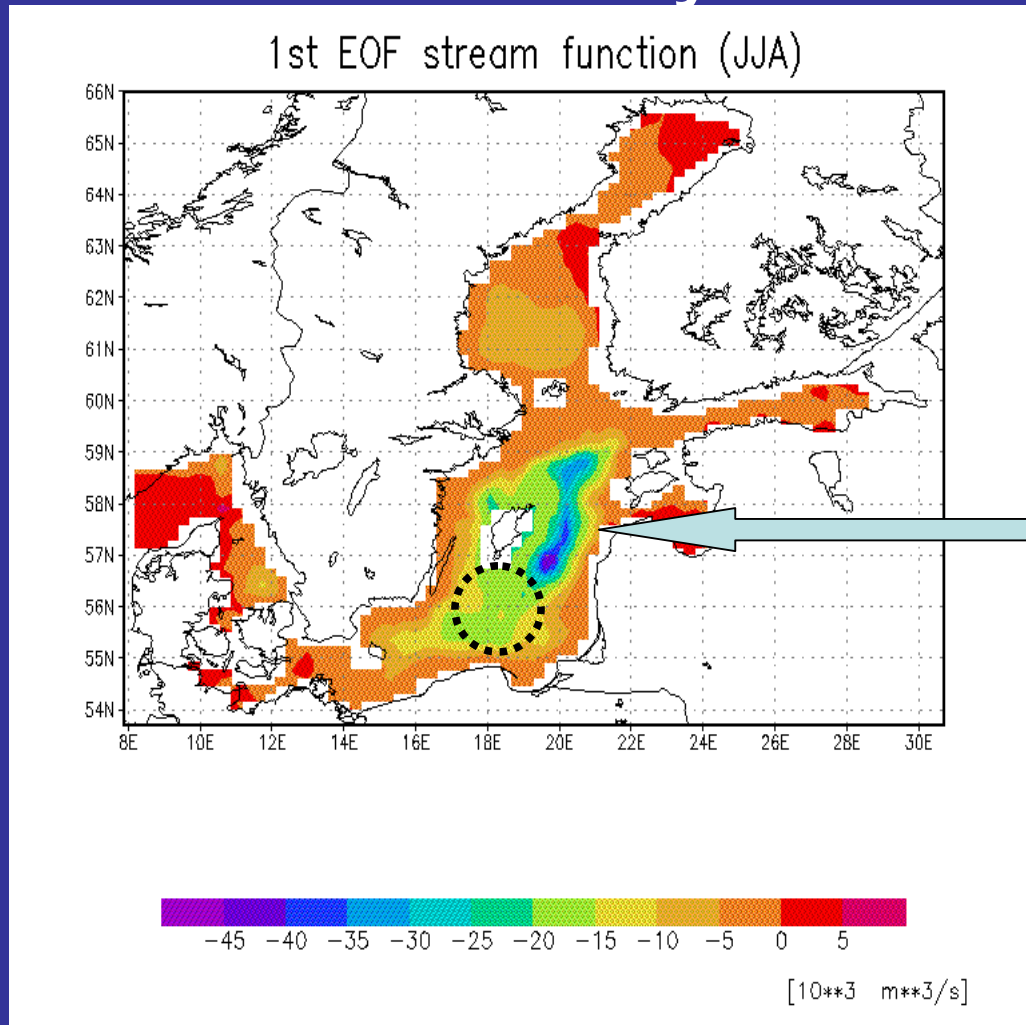 1st EOF stream function (JJA)
66N
65N
64N
63N
62N
61N
60N
59N
58N
57N
56N
55N
54N
8E 10E 12E 14E 16E 18E 20E 22E 24E 26E 28E 30E
-45 -40 -35 -30 -25 -20 -15 -10 -5 0 5
[10**3 m**3/s]